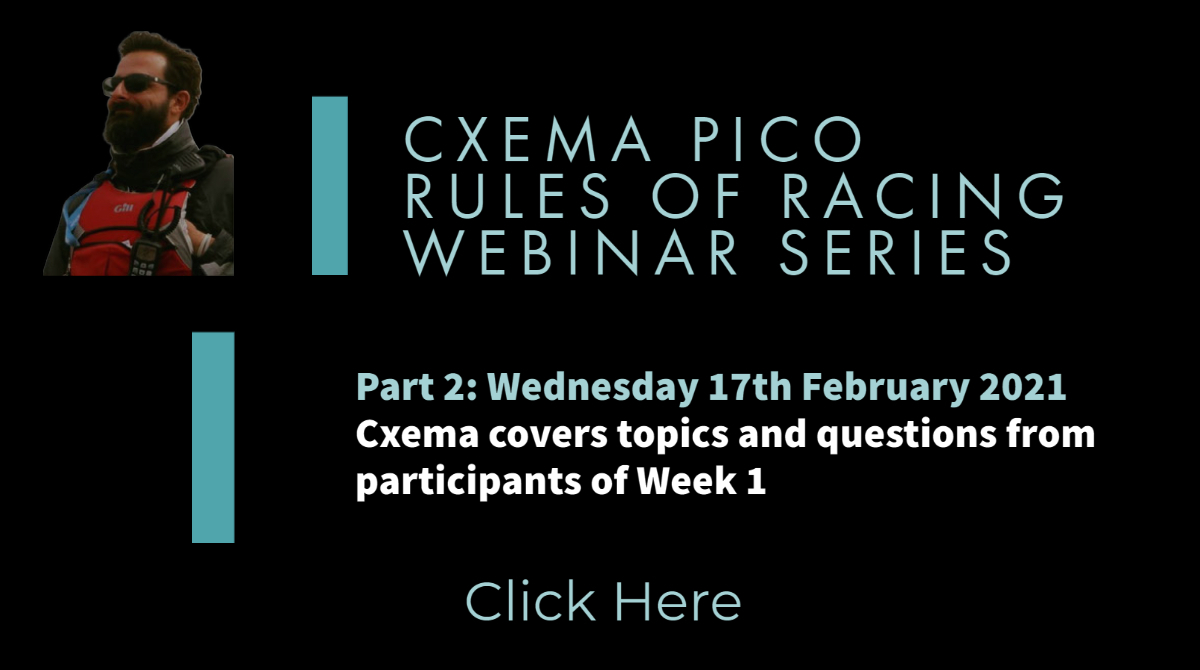 CXEMA PICO
RULES OF RACING
WEBINAR SERIES
Gill
Part 2: Wednesday 17th February 2021
Cxema covers topics and questions from
participants of Week 1
Click Here